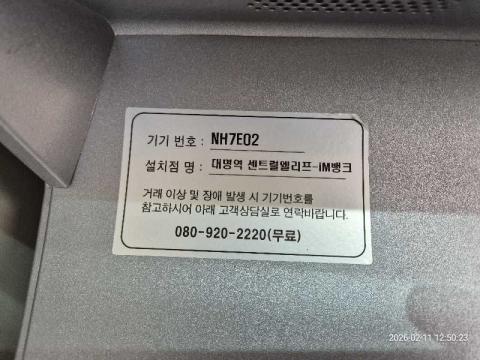 기기 번호 : NH7E02
설치점 명 : 대명역 센트럴엘리프-iM뱅크
거래 이상 및 장애 발생 시 기기번호를
참고하시어 아래 고객상담실로 연락바랍니다.
080-920-2220(무료)
2026-02-11 12:50:23